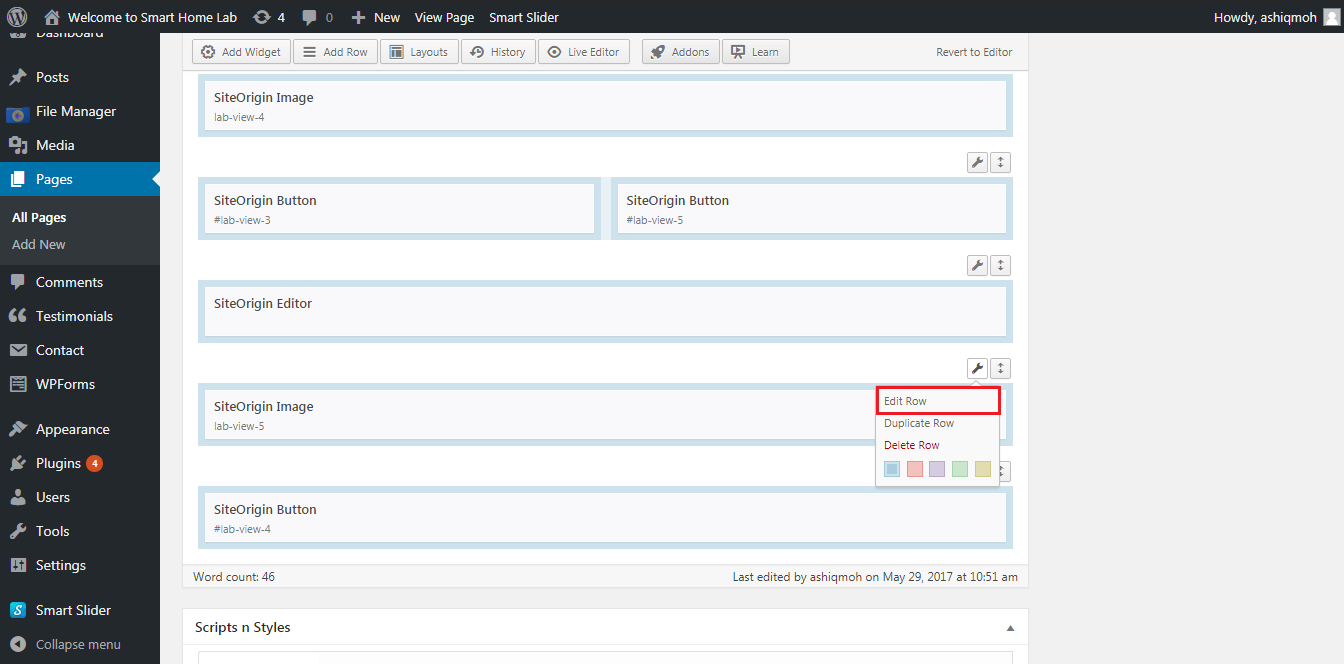 Welcome to Smart Home Lab 4 0 New View Page Smart Slider Howdy, ashiqmoh
Dashboard
Posts
File Manager
Media
Pages
All Pages
Add New
Comments
Testimonials
Contact
WPForms
Appearance
Plugins 4
Users
Tools
Settings
S Smart Slider
Collapse menu
Add Widget Add Row Layouts History Live Editor Addons Learn Revert to Editor
SiteOrigin Image
lab-view-4
SiteOrigin Button
#lab-view-3
SiteOrigin Button
#lab-view-5
SiteOrigin Editor
SiteOrigin Image
lab-view-5
Edit Row
Duplicate Row
Delete Row
SiteOrigin Button
#lab-view-4
Word count: 46 Last edited by ashiqmoh on May 29, 2017 at 10:51 am
Scripts n Styles